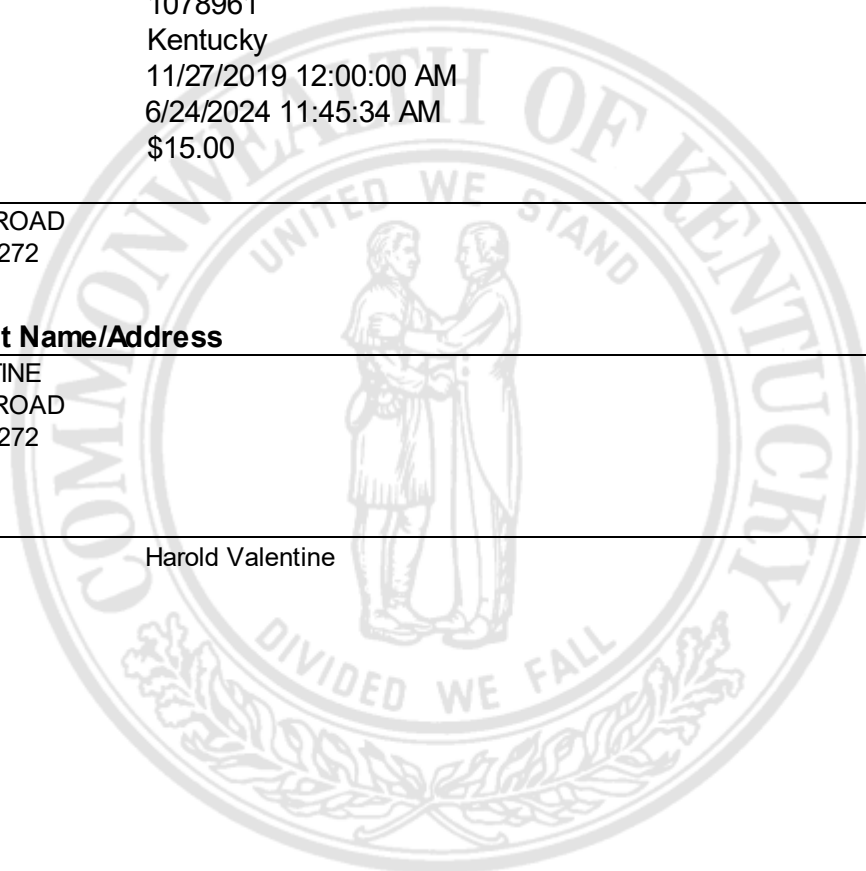 1078961
Kentucky
11/27/2019 12:00:00 AM
6/24/2024 11:45:34 AM
$15.00
ROAD
272
t Name/Address
TINE
ROAD
272
Harold Valentine
COMMONWEALTH OF KENTUCKY
UNITED WE STAND
DIVIDED WE FALL